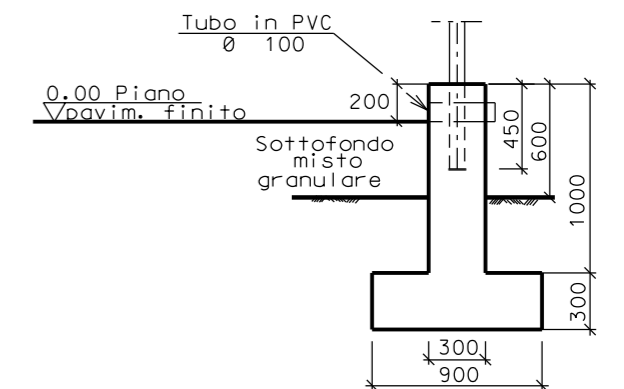 Tubo in PVC
Ø 100
0.00 Piano
pavim. finito
200
Sottofondo
misto
granulare
450
600
1000
300
300
900